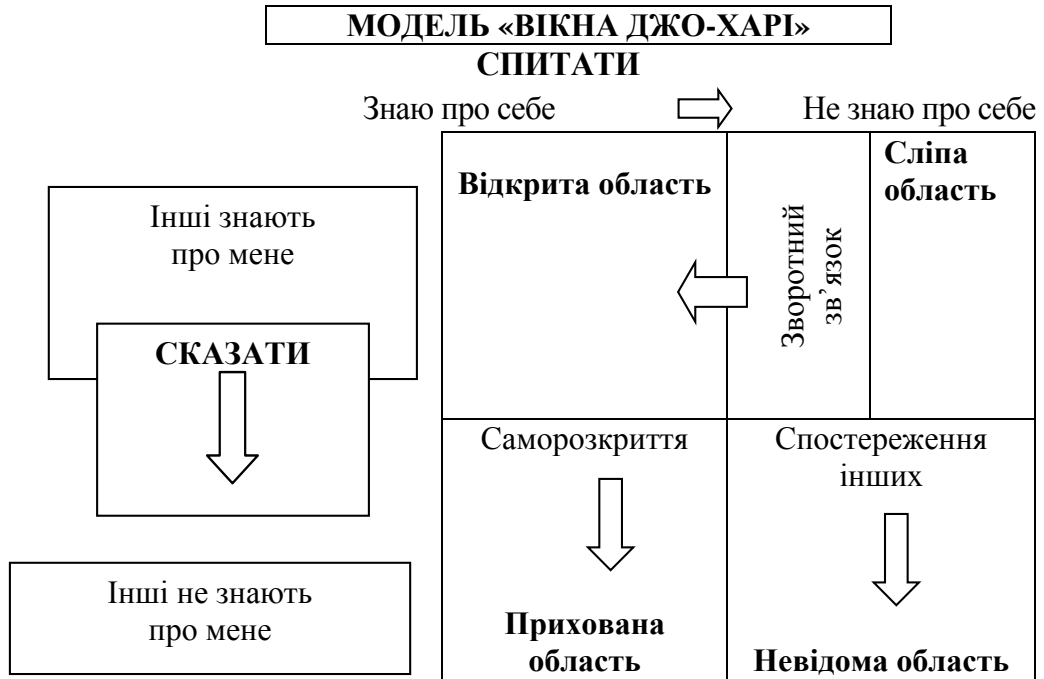 МОДЕЛЬ «ВІКНА ДЖО-ХАРІ»
СПИТАТИ
Знаю про себе
Не знаю про себе
Інші знають
про мене
СКАЗАТИ
Інші не знають
про мене
Відкрита область
Зворотний
зв’язок
Сліпа
область
Саморозкриття
Прихована
область
Спостереження
інших
Невідома область